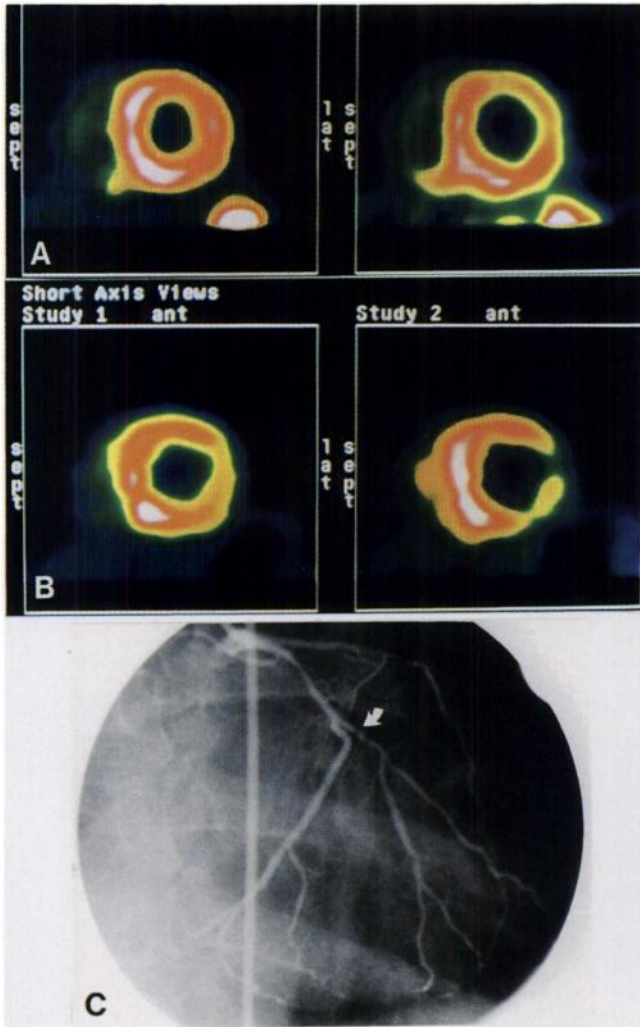 sept
lat
sept
A
Short Axis Views
Study 1 ant
Study 2 ant
sept
lat
sept
B
C